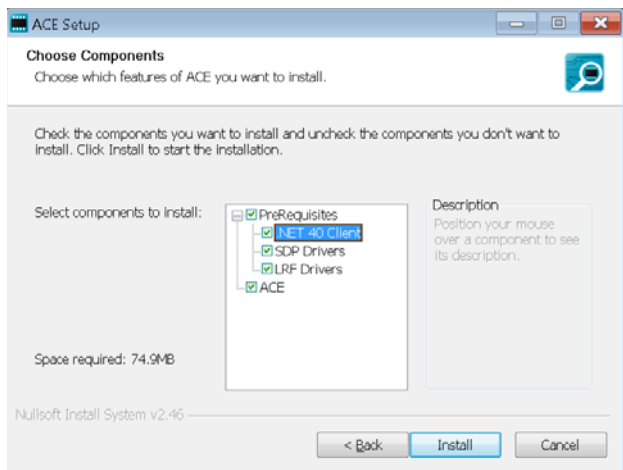 ACE Setup
Choose Components
Choose which features of ACE you want to install.
Check the components you want to install and uncheck the components you don't want to
install. Click Install to start the installation.
Select components to install:
PreRequisites
.NET 40 Client
SDP Drivers
LRF Drivers
ACE
Description
Position your mouse
over a component to see
its description.
Space required: 74.9MB
Nullsoft Install System v2.46
< Back
Install
Cancel